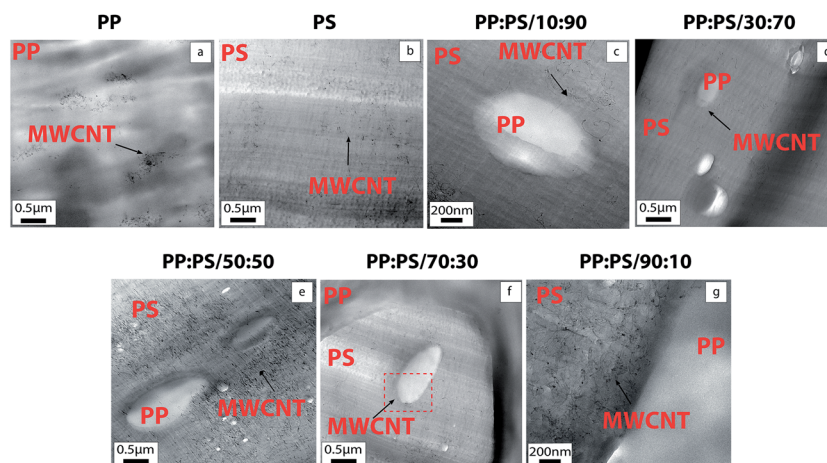 PP PS PP:PS/10:90 PP:PS/30:70
PP a PS b PS MWCNT c PP
MWCNT MWCNT PP PS MWCNT
0.5µm 0.5µm 200nm 0.5µm
PP:PS/50:50 PP:PS/70:30 PP:PS/90:10
PS e PP f PS g
PP MWCNT PS MWCNT PP MWCNT
0.5µm 0.5µm 200nm